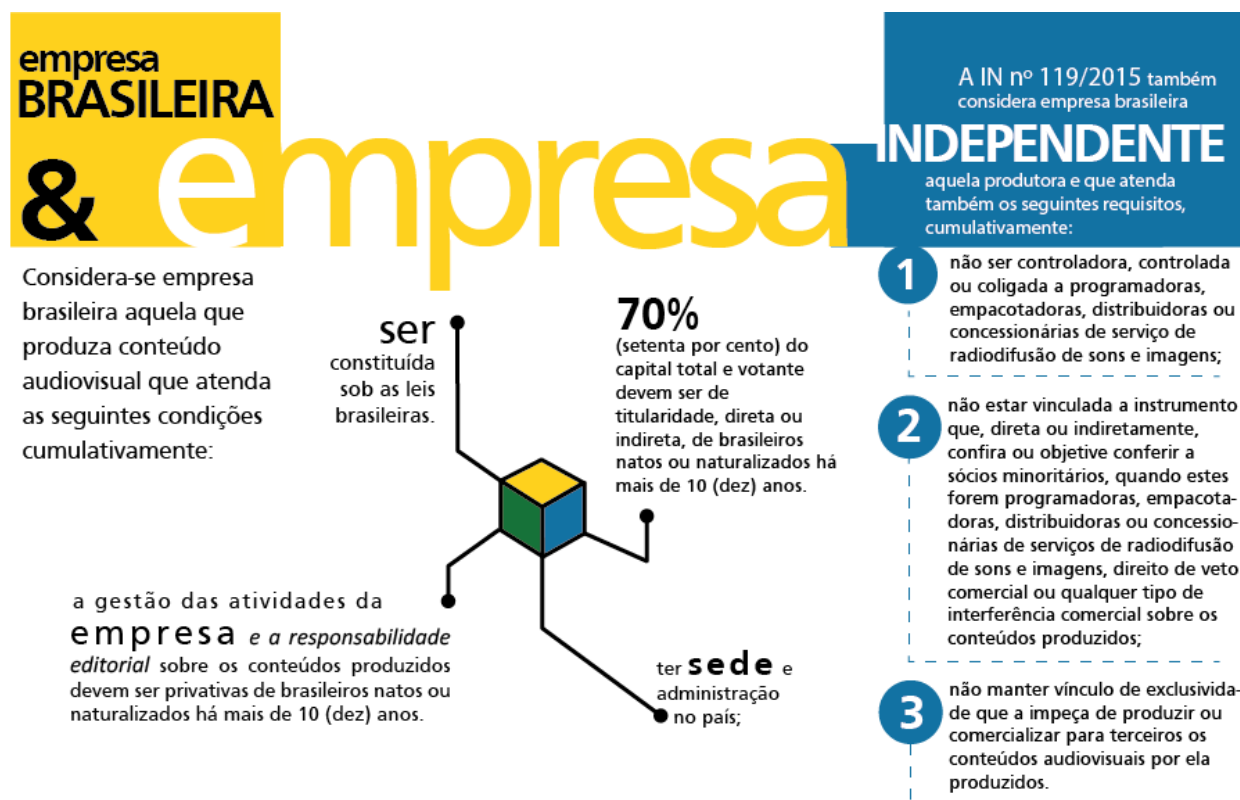 empresa
BRASILEIRA
& empresa
Considera-se empresa
brasileira aquela que
produza conteúdo
audiovisual que atenda
as seguintes condições
cumulativamente:
ser
constituída
sob as leis
brasileiras.
70%
(setenta por cento) do
capital total e votante
devem ser de
titularidade, direta ou
indireta, de brasileiros
natos ou naturalizados há
mais de 10 (dez) anos.
a gestão das atividades da
empresa e a responsabilidade
editorial sobre os conteúdos produzidos
devem ser privativas de brasileiros natos ou
naturalizados há mais de 10 (dez) anos.
ter sede e
administração
no país;
A IN nº 119/2015 também
considera empresa brasileira
INDEPENDENTE
aquela produtora e que atenda
também os seguintes requisitos,
cumulativamente:
1
não ser controladora, controlada
ou coligada a programadoras,
empacotadoras, distribuidoras ou
concessionárias de serviço de
radiodifusão de sons e imagens;
2
não estar vinculada a instrumento
que, direta ou indiretamente,
confira ou objetive conferir a
sócios minoritários, quando estes
forem programadoras, empacota-
doras, distribuidoras ou concessio-
nárias de serviços de radiodifusão
de sons e imagens, direito de veto
comercial ou qualquer tipo de
interferência comercial sobre os
conteúdos produzidos;
3
não manter vínculo de exclusivida-
de que a impeça de produzir ou
comercializar para terceiros os
conteúdos audiovisuais por ela
produzidos.